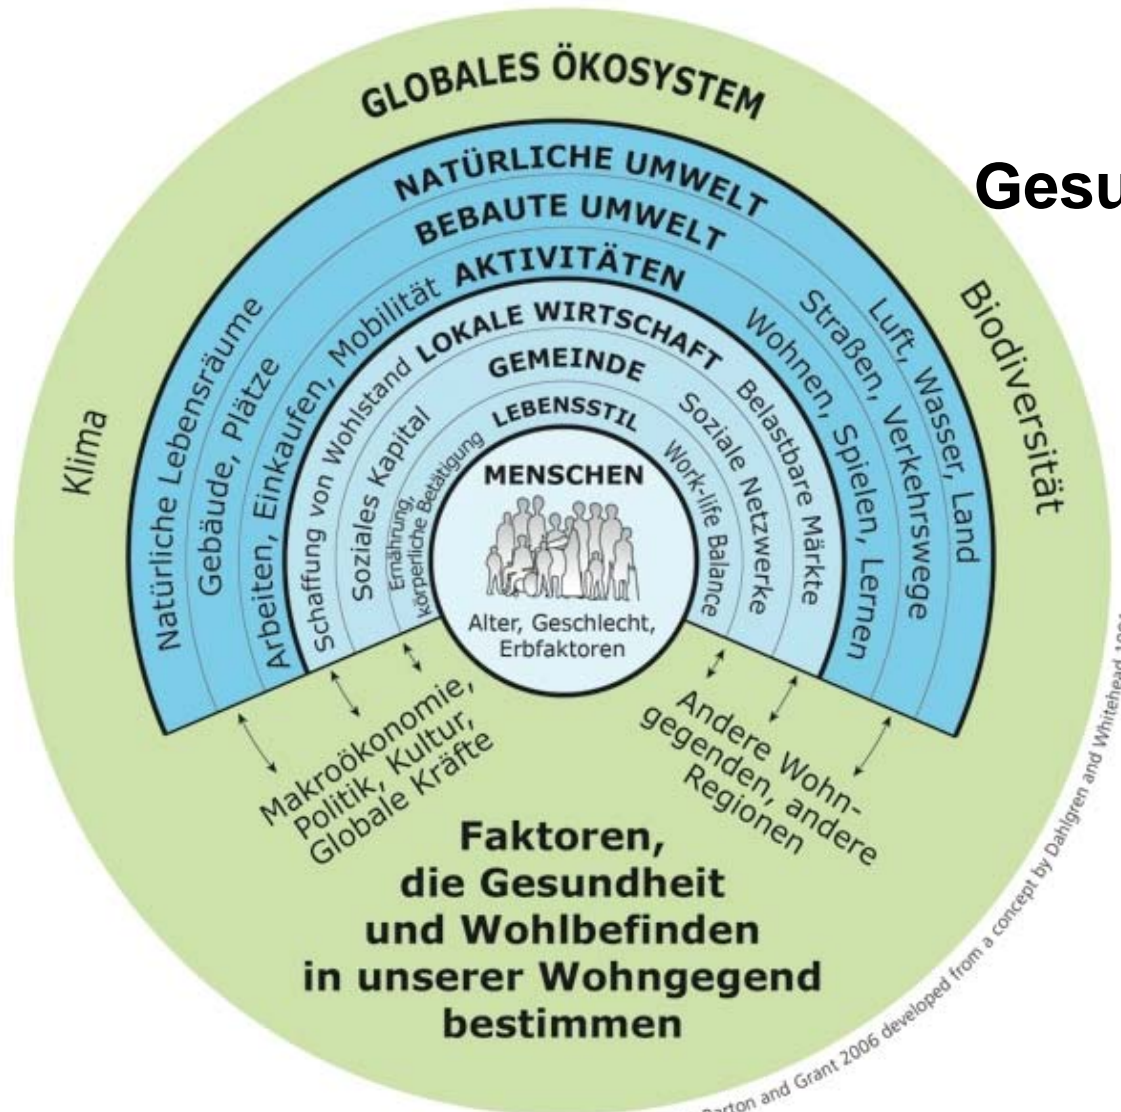 GLOBALES ÖKOSYSTEM
Gesu
Klima
Biodiversität
NATÜRLICHE UMWELT
Natürliche Lebensräume
Luft, Wasser, Land
BEBAUTE UMWELT
Gebäude, Plätze
Straßen, Verkehrswege
AKTIVITÄTEN
Arbeiten, Einkaufen, Mobilität
Wohnen, Spielen, Lernen
LOKALE WIRTSCHAFT
Schaffung von Wohlstand
Belastbare Märkte
GEMEINDE
Soziales Kapital
Soziale Netzwerke
LEBENSSTIL
Ernährung,
körperliche Betätigung
Work-life Balance
MENSCHEN
Alter, Geschlecht,
Erbfaktoren
Makroökonomie,
Politik, Kultur,
Globale Kräfte
Andere Wohn-
gegenden, andere
Regionen
Faktoren,
die Gesundheit
und Wohlbefinden
in unserer Wohngegend
bestimmen
Barton and Grant 2006 developed from a concept by Dahlgren and Whitehead